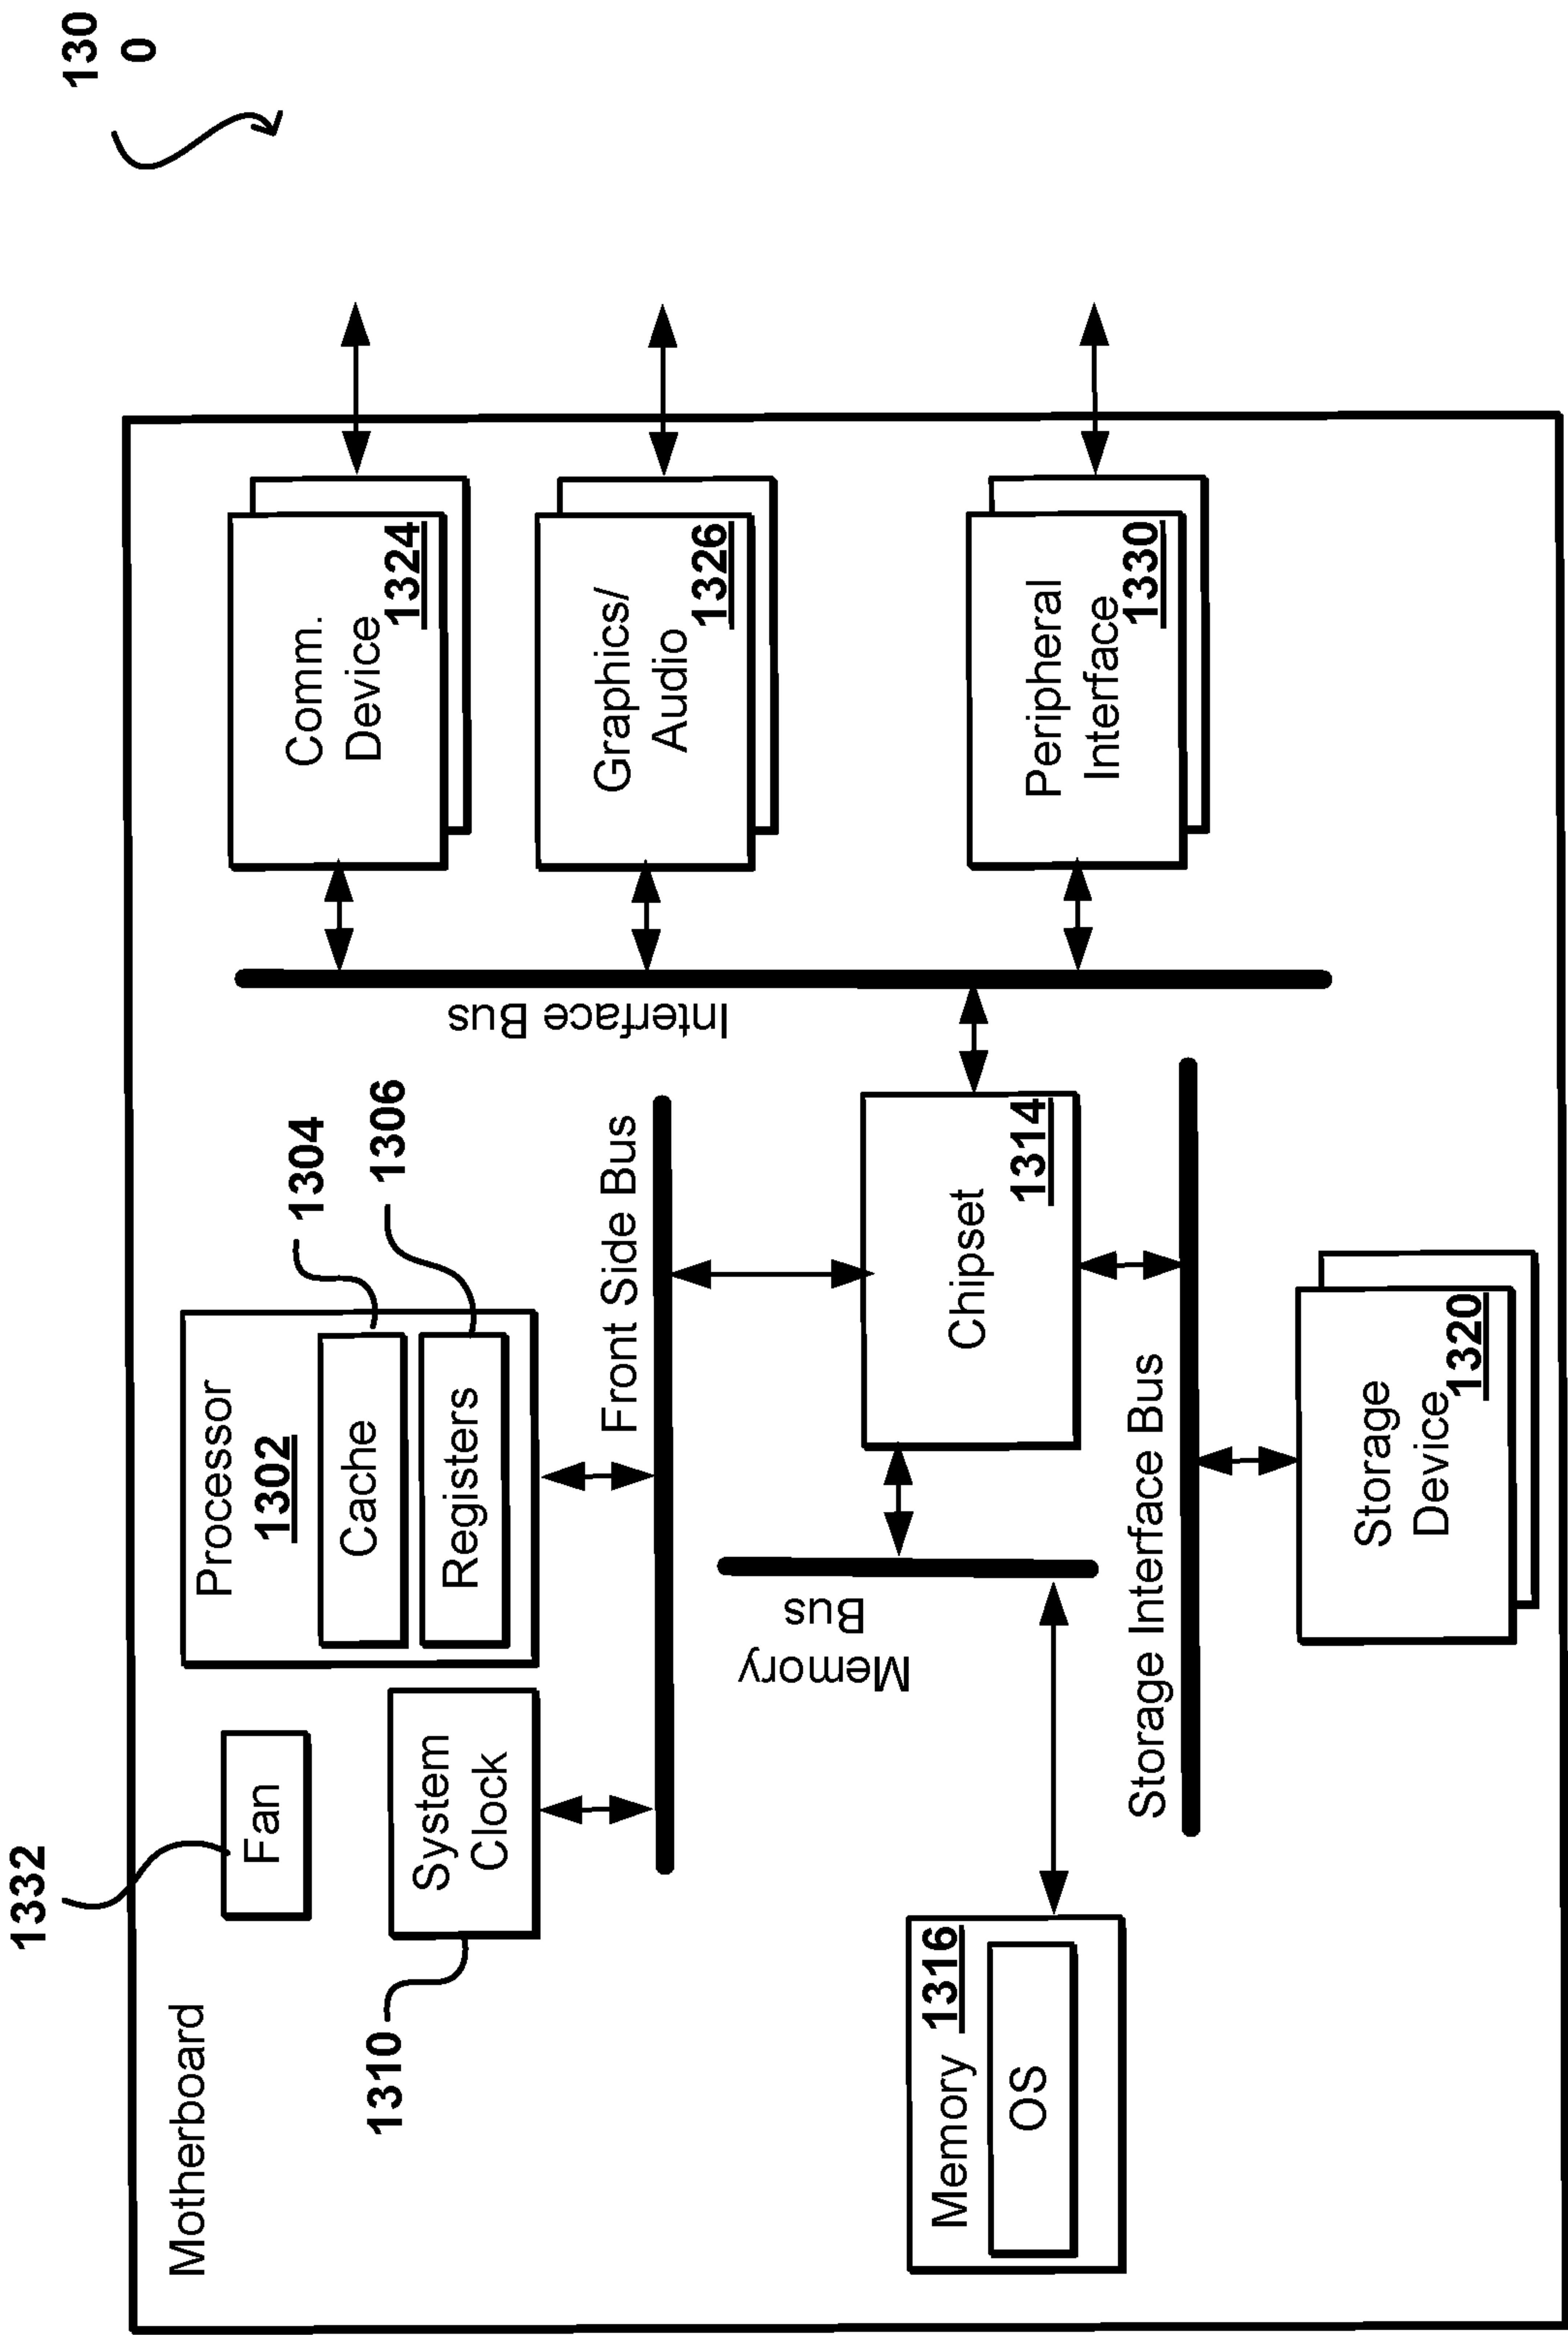 130
0
1332
Motherboard
Fan
Processor
1302
Cache
Registers
1304
1306
System
Clock
1310
Front Side Bus
Comm.
Device
1324
Graphics/
Audio
1326
Interface Bus
Memory
Bus
Chipset
1314
Memory 1316
OS
Peripheral
Interface
1330
Storage Interface Bus
Storage
Device
1320